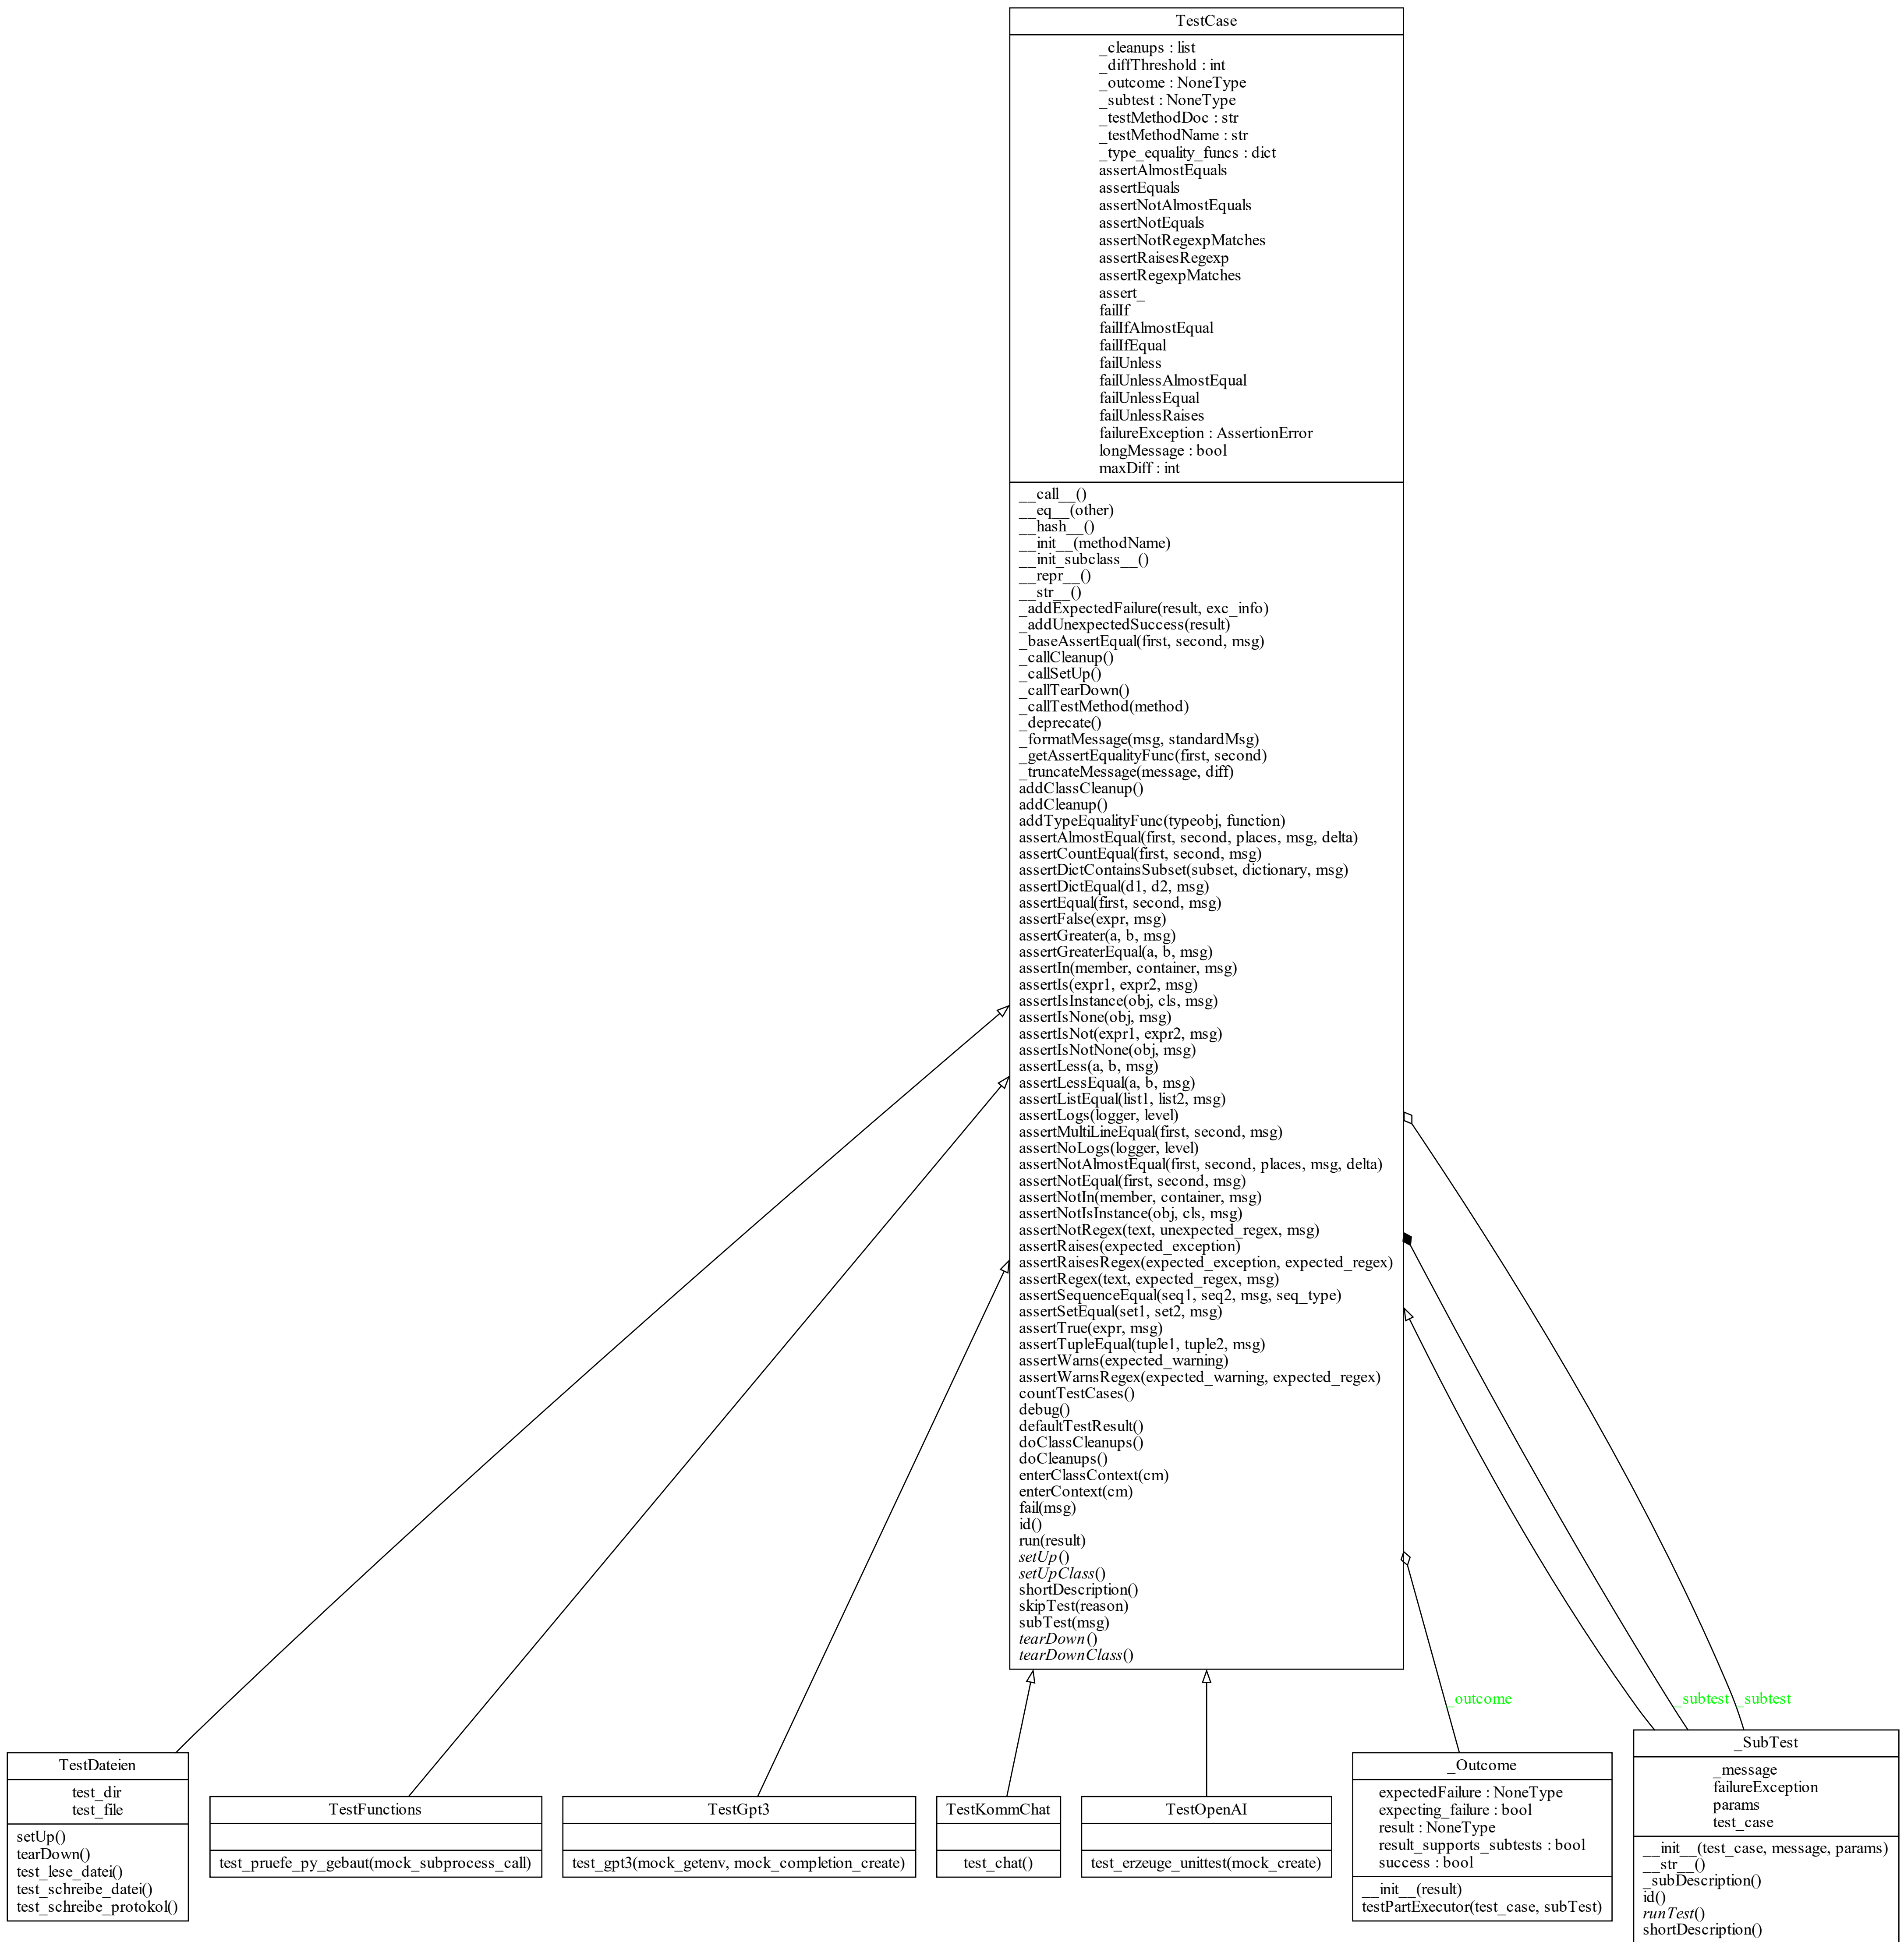 TestCase
_cleanups : list
_diffThreshold : int
_outcome : NoneType
_subtest : NoneType
_testMethodDoc : str
_testMethodName : str
_type_equality_funcs : dict
assertAlmostEquals
assertEquals
assertNotAlmostEquals
assertNotEquals
assertNotRegexpMatches
assertRaisesRegexp
assertRegexpMatches
assert_
failIf
failIfAlmostEqual
failIfEqual
failUnless
failUnlessAlmostEqual
failUnlessEqual
failUnlessRaises
failureException : AssertionError
longMessage : bool
maxDiff : int
__call__()
__eq__(other)
__hash__()
__init__(methodName)
__init_subclass__()
__repr__()
__str__()
_addExpectedFailure(result, exc_info)
_addUnexpectedSuccess(result)
_baseAssertEqual(first, second, msg)
_callCleanup()
_callSetUp()
_callTearDown()
_callTestMethod(method)
_deprecate()
_formatMessage(msg, standardMsg)
_getAssertEqualityFunc(first, second)
_truncateMessage(message, diff)
addClassCleanup()
addCleanup()
addTypeEqualityFunc(typeobj, function)
assertAlmostEqual(first, second, places, msg, delta)
assertCountEqual(first, second, msg)
assertDictContainsSubset(subset, dictionary, msg)
assertDictEqual(d1, d2, msg)
assertEqual(first, second, msg)
assertFalse(expr, msg)
assertGreater(a, b, msg)
assertGreaterEqual(a, b, msg)
assertIn(member, container, msg)
assertIs(expr1, expr2, msg)
assertIsInstance(obj, cls, msg)
assertIsNone(obj, msg)
assertIsNot(expr1, expr2, msg)
assertIsNotNone(obj, msg)
assertLess(a, b, msg)
assertLessEqual(a, b, msg)
assertListEqual(list1, list2, msg)
assertLogs(logger, level)
assertMultiLineEqual(first, second, msg)
assertNoLogs(logger, level)
assertNotAlmostEqual(first, second, places, msg, delta)
assertNotEqual(first, second, msg)
assertNotIn(member, container, msg)
assertNotIsInstance(obj, cls, msg)
assertNotRegex(text, unexpected_regex, msg)
assertRaises(expected_exception)
assertRaisesRegex(expected_exception, expected_regex)
assertRegex(text, expected_regex, msg)
assertSequenceEqual(seq1, seq2, msg, seq_type)
assertSetEqual(set1, set2, msg)
assertTrue(expr, msg)
assertTupleEqual(tuple1, tuple2, msg)
assertWarns(expected_warning)
assertWarnsRegex(expected_warning, expected_regex)
countTestCases()
debug()
defaultTestResult()
doClassCleanups()
doCleanups()
enterClassContext(cm)
enterContext(cm)
fail(msg)
id()
run(result)
setUp()
setUpClass()
shortDescription()
skipTest(reason)
subTest(msg)
tearDown()
tearDownClass()
_outcome
_subtest
_subtest
TestDateien
test_dir
test_file
setUp()
tearDown()
test_lese_datei()
test_schreibe_datei()
test_schreibe_protokol()
TestFunctions
test_pruefe_py_gebaut(mock_subprocess_call)
TestGpt3
test_gpt3(mock_getenv, mock_completion_create)
TestKommChat
test_chat()
TestOpenAI
test_erzeuge_unittest(mock_create)
_Outcome
expectedFailure : NoneType
expecting_failure : bool
result : NoneType
result_supports_subtests : bool
success : bool
__init__(result)
testPartExecutor(test_case, subTest)
_SubTest
_message
failureException
params
test_case
__init__(test_case, message, params)
__str__()
_subDescription()
id()
runTest()
shortDescription()